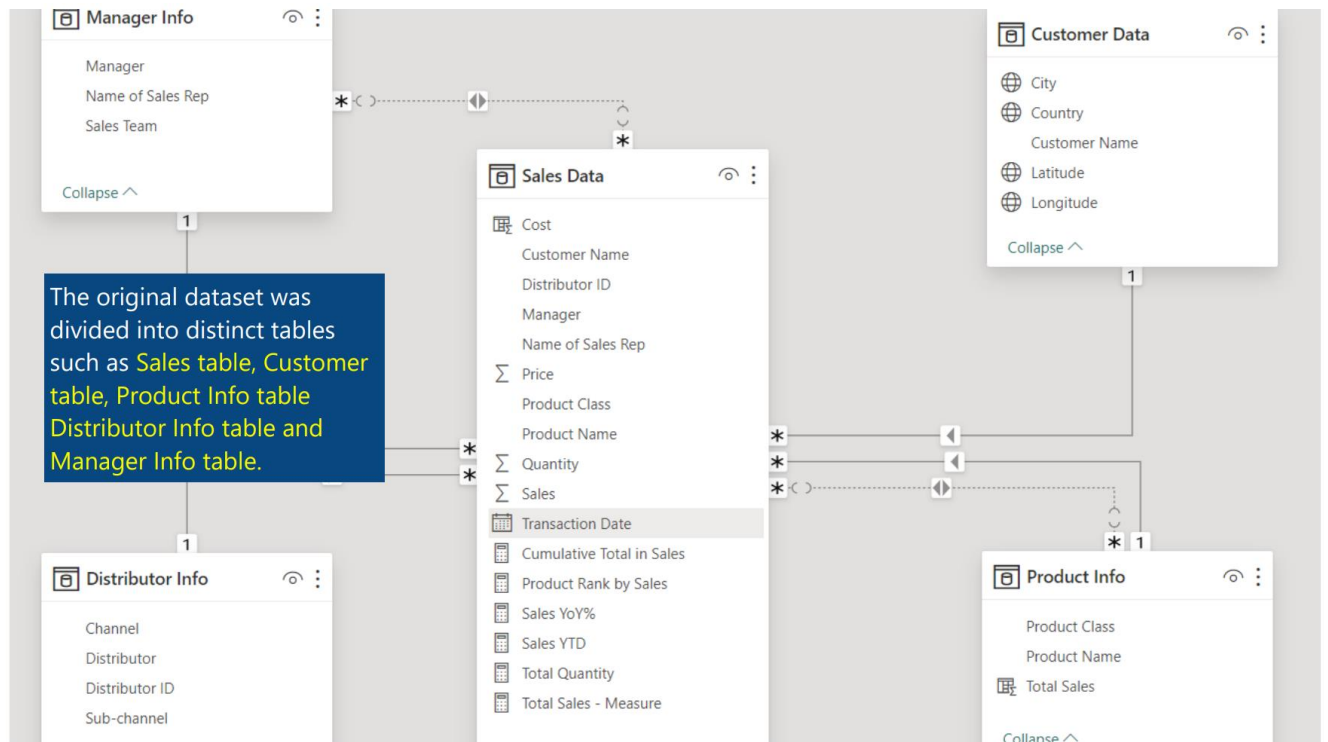 Manager Info
Manager
Name of Sales Rep
Sales Team
Collapse
1
*
*
Customer Data
City
Country
Customer Name
Latitude
Longitude
Collapse
1
Sales Data
Cost
Customer Name
Distributor ID
Manager
Name of Sales Rep
Price
Product Class
Product Name
Quantity
Sales
Transaction Date
Cumulative Total in Sales
Product Rank by Sales
Sales YoY%
Sales YTD
Total Quantity
Total Sales - Measure
The original dataset was
divided into distinct tables
such as Sales table, Customer
table, Product Info table
Distributor Info table and
Manager Info table.
*
*
*
*
*
1
Distributor Info
Channel
Distributor
Distributor ID
Sub-channel
* 1
Product Info
Product Class
Product Name
Total Sales
Collapse